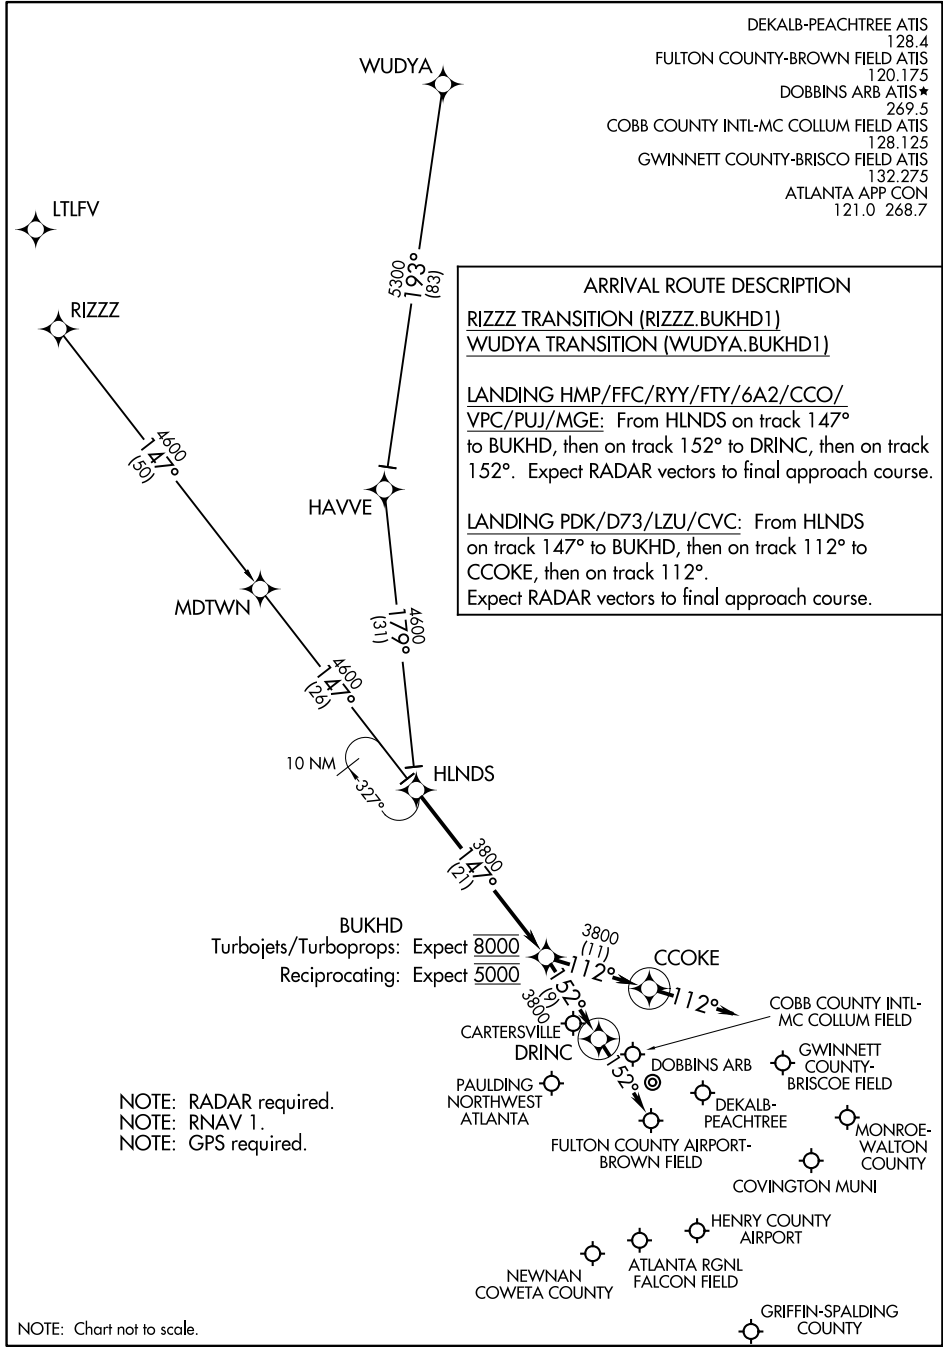 DEKALB-PEACHTREE ATIS
128.4
FULTON COUNTY-BROWN FIELD ATIS
120.175
DOBBINS ARB ATIS★
269.5
COBB COUNTY INTL-MC COLLUM FIELD ATIS
128.125
GWINNETT COUNTY-BRISCO FIELD ATIS
132.275
ATLANTA APP CON
121.0 268.7
WUDYA
LTLFV
RIZZZ
5300
193°
(83)
ARRIVAL ROUTE DESCRIPTION
RIZZZ TRANSITION (RIZZZ.BUKHD1)
WUDYA TRANSITION (WUDYA.BUKHD1)
LANDING HMP/FFC/RYY/FTY/6A2/CCO/
VPC/PUJ/MGE: From HLNDS on track 147°
to BUKHD, then on track 152° to DRINC, then on track
152°. Expect RADAR vectors to final approach course.
LANDING PDK/D73/LZU/CVC: From HLNDS
on track 147° to BUKHD, then on track 112° to
CCOKE, then on track 112°.
Expect RADAR vectors to final approach course.
4600
147°
(50)
HAVVE
MDTWN
4600
179°
(31)
4600
147°
(26)
10 NM
327°
HLNDS
3800
147°
(21)
BUKHD
Turbojets/Turboprops: Expect 8000
Reciprocating: Expect 5000
3800
(11)
112°
CCOKE
112°
152°
(9)
3800
CARTERSVILLE
DRINC
152°
COBB COUNTY INTL-
MC COLLUM FIELD
DOBBINS ARB
GWINNETT
COUNTY-
BRISCOE FIELD
PAULDING
NORTHWEST
ATLANTA
DEKALB-
PEACHTREE
NOTE: RADAR required.
NOTE: RNAV 1.
NOTE: GPS required.
FULTON COUNTY AIRPORT-
BROWN FIELD
MONROE-
WALTON
COUNTY
COVINGTON MUNI
HENRY COUNTY
AIRPORT
ATLANTA RGNL
FALCON FIELD
NEWNAN
COWETA COUNTY
GRIFFIN-SPALDING
COUNTY
NOTE: Chart not to scale.